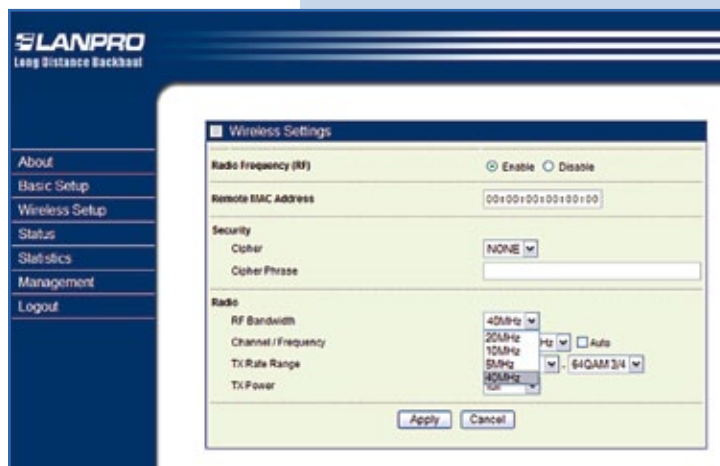 LANPRO
Long Distance Backhaul
About
Basic Setup
Wireless Setup
Status
Statistics
Management
Logout
Wireless Settings
Radio Frequency (RF) Enable Disable
Remote MAC Address 00:00:00:00:00:00
Security
Cipher NONE
Cipher Phrase
Radio
RF Bandwidth 40MHz
20MHz
10MHz
5MHz
40MHz
Channel / Frequency Hz Auto
TX Rate Range - 64QAM 3/4
TX Power
Apply Cancel